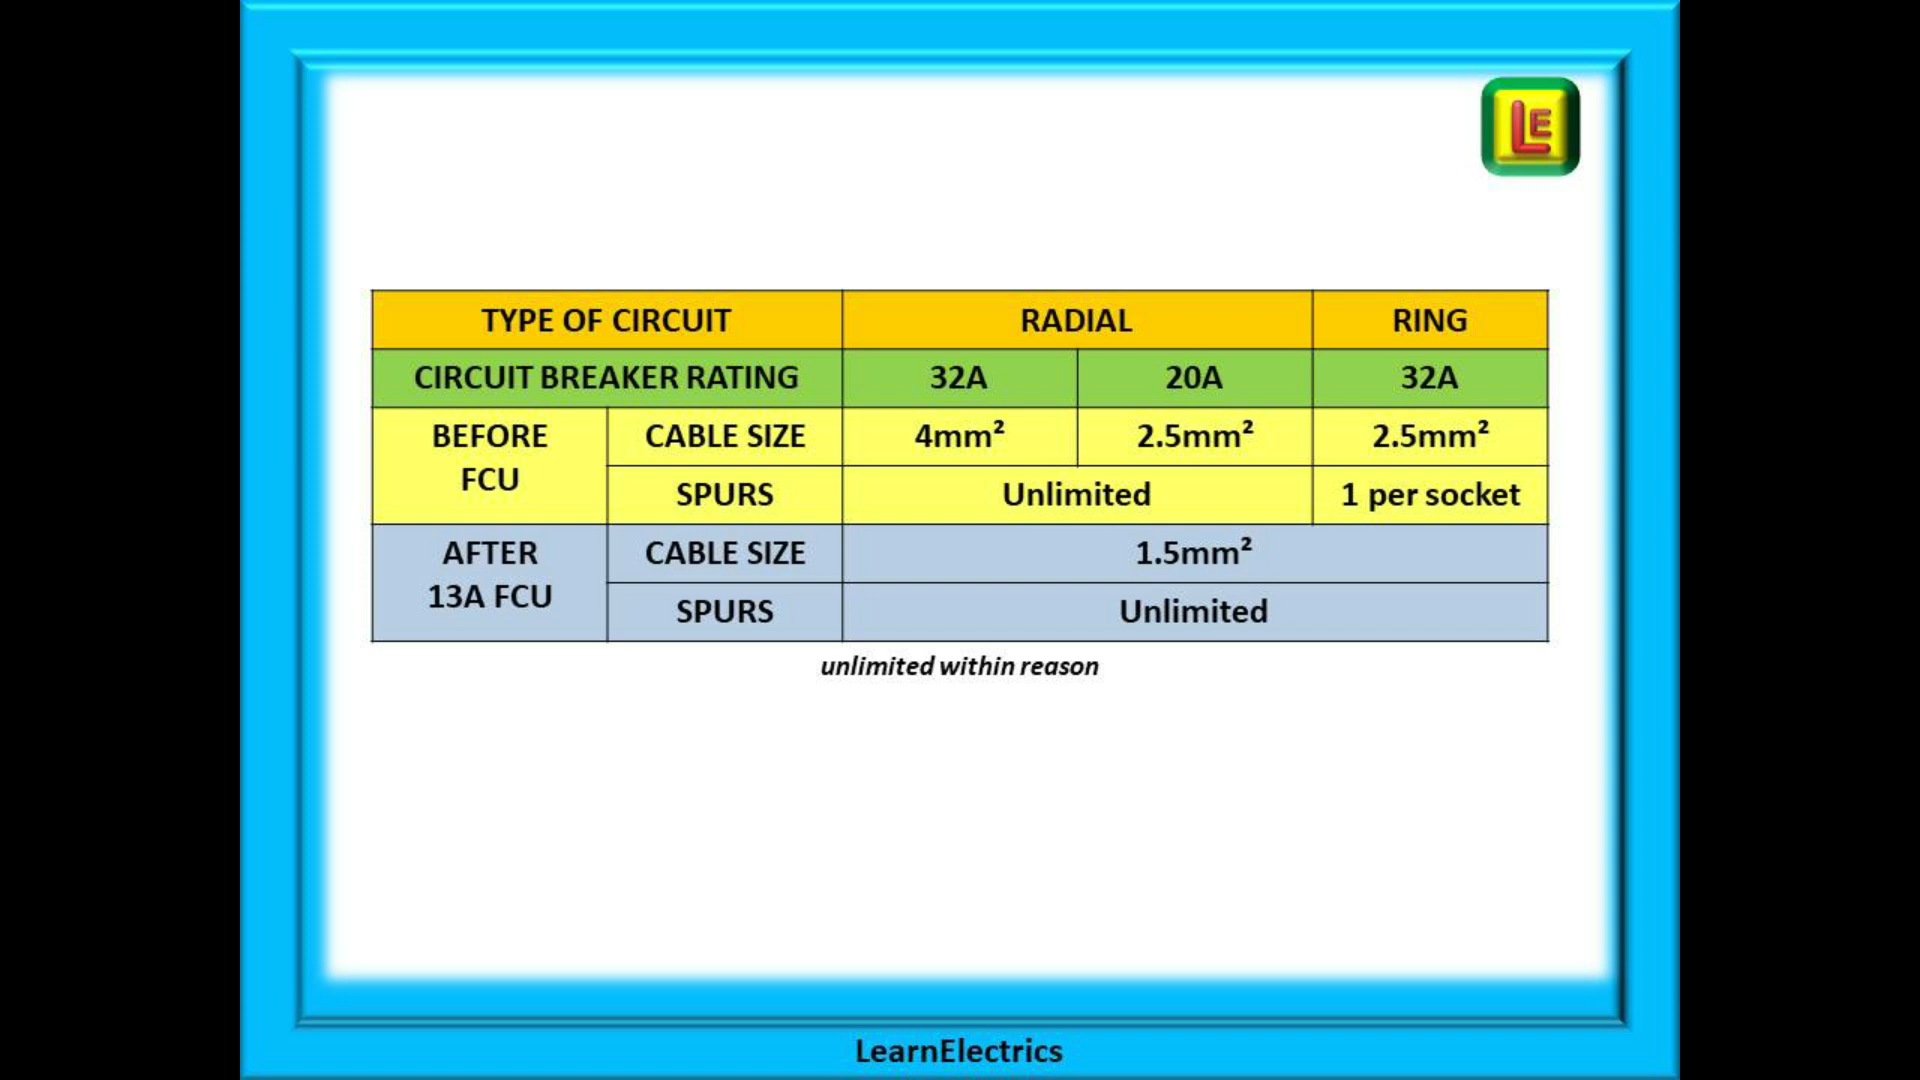 LE
TYPE OF CIRCUIT RADIAL RING
CIRCUIT BREAKER RATING 32A 20A 32A
BEFORE FCU CABLE SIZE 4mm² 2.5mm² 2.5mm²
SPURS Unlimited 1 per socket
AFTER 13A FCU CABLE SIZE 1.5mm²
SPURS Unlimited
unlimited within reason
LearnElectrics